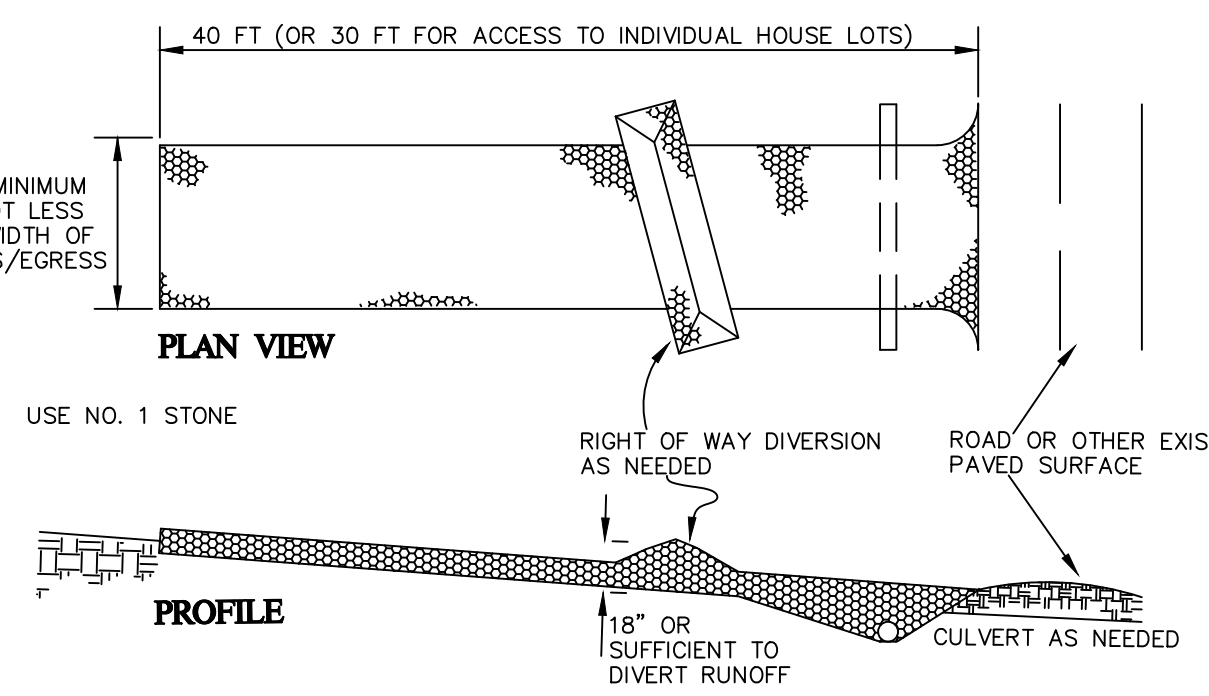 40 FT (OR 30 FT FOR ACCESS TO INDIVIDUAL HOUSE LOTS)
MINIMUM
LESS
OF
/EGRESS
PLAN VIEW
USE NO. 1 STONE
RIGHT OF WAY DIVERSION
AS NEEDED
ROAD OR OTHER EXIS
PAVED SURFACE
PROFILE
18" OR
SUFFICIENT TO
DIVERT RUNOFF
CULVERT AS NEEDED